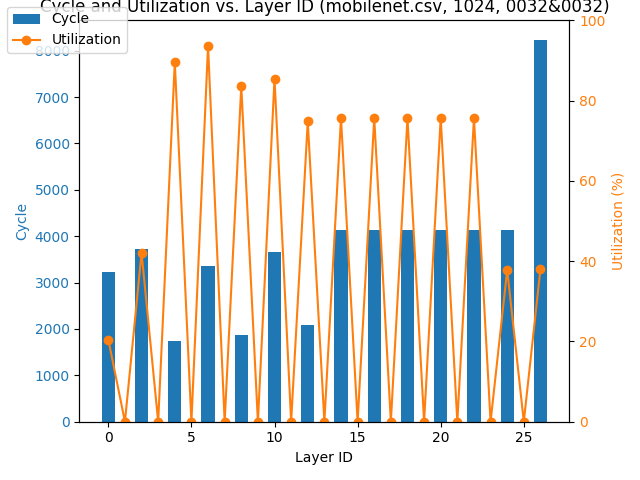 Cycle and Utilization vs. Layer ID (mobilenet.csv, 1024, 0032&0032)
Cycle
Utilization
8000
7000
6000
5000
4000
3000
2000
1000
0
Cycle
100
80
60
40
20
0
Utilization (%)
0 5 10 15 20 25
Layer ID